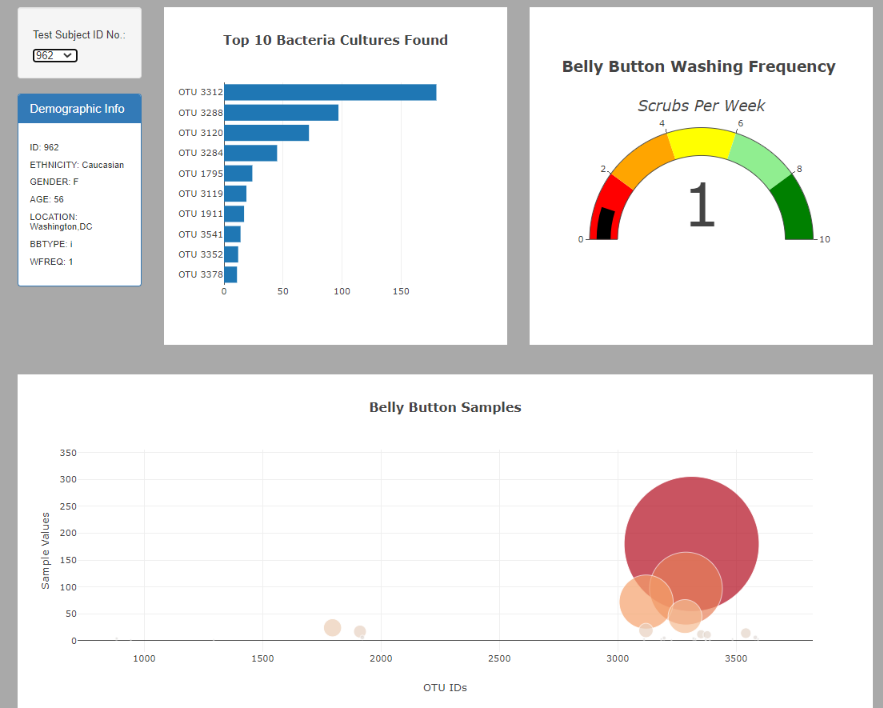 Test Subject ID No.:
962
Demographic Info
ID: 962
ETHNICITY: Caucasian
GENDER: F
AGE: 56
LOCATION:
Washington,DC
BBTYPE: i
WFREQ: 1
Top 10 Bacteria Cultures Found
OTU 3312
OTU 3288
OTU 3120
OTU 3284
OTU 1795
OTU 3119
OTU 1911
OTU 3541
OTU 3352
OTU 3378
0 50 100 150
Belly Button Washing Frequency
Scrubs Per Week
4 6
2 8
1
0 10
Belly Button Samples
350
300
250
200
150
100
50
0
Sample Values
1000 1500 2000 2500 3000 3500
OTU IDs